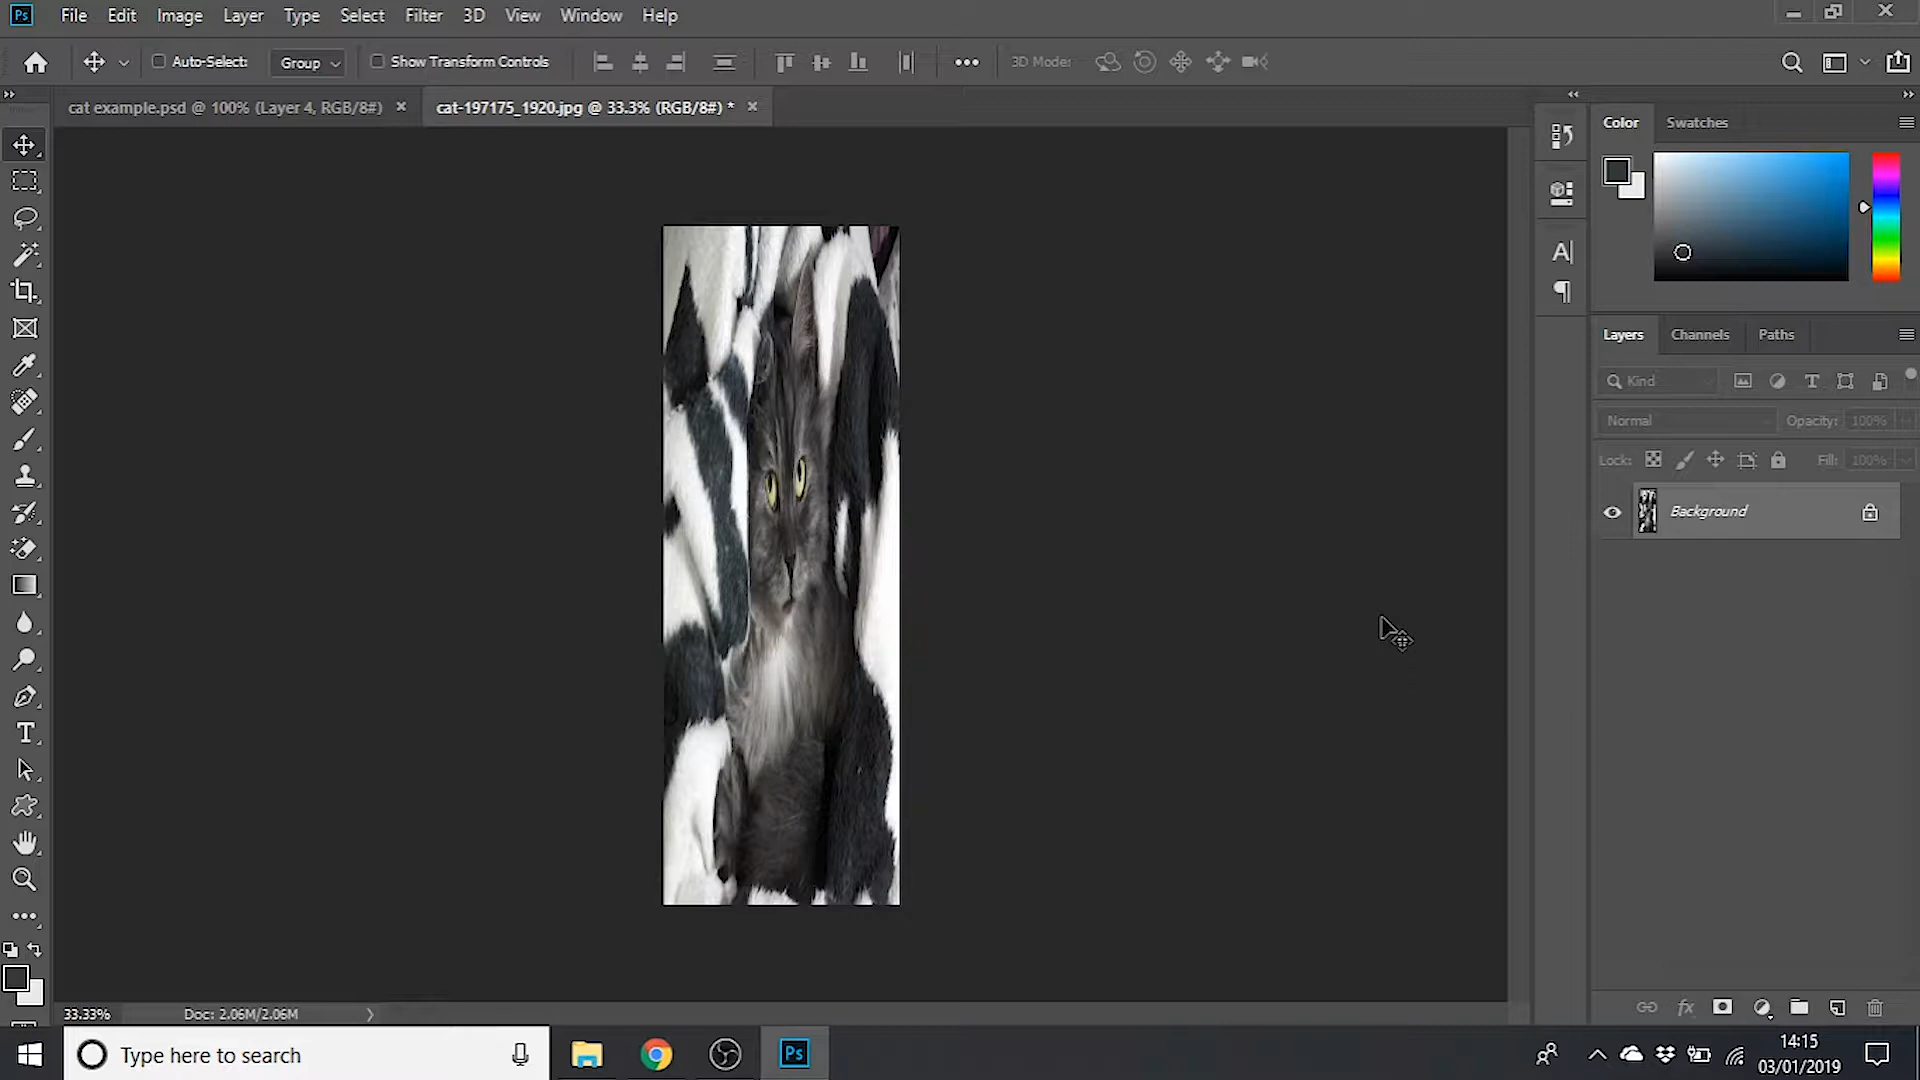 Ps File Edit Image Layer Type Select Filter 3D View Window Help
Auto-Select: Group Show Transform Controls 3D Mode:
cat example.psd @ 100% (Layer 4, RGB/8#) cat-197175_1920.jpg @ 33.3% (RGB/8#) *
Color Swatches
Layers Channels Paths
Kind
Normal Opacity: 100%
Lock: Fill: 100%
Background
33.33% Doc: 2.06M/2.06M
Type here to search Ps 14:15
03/01/2019